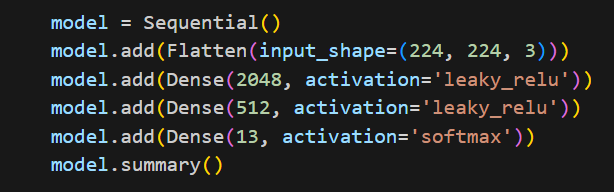 model = Sequential()
model.add(Flatten(input_shape=(224, 224, 3)))
model.add(Dense(2048, activation='leaky_relu'))
model.add(Dense(512, activation='leaky_relu'))
model.add(Dense(13, activation='softmax'))
model.summary()